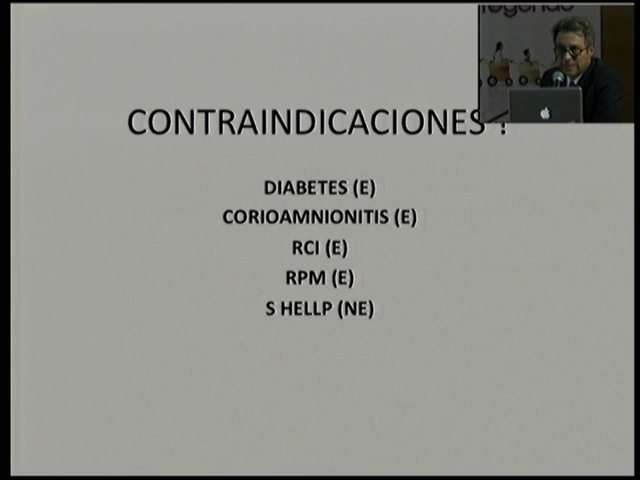 CONTRAINDICACIONES ?
DIABETES (E)
CORIOAMNIONITIS (E)
RCI (E)
RPM (E)
S HELLP (NE)